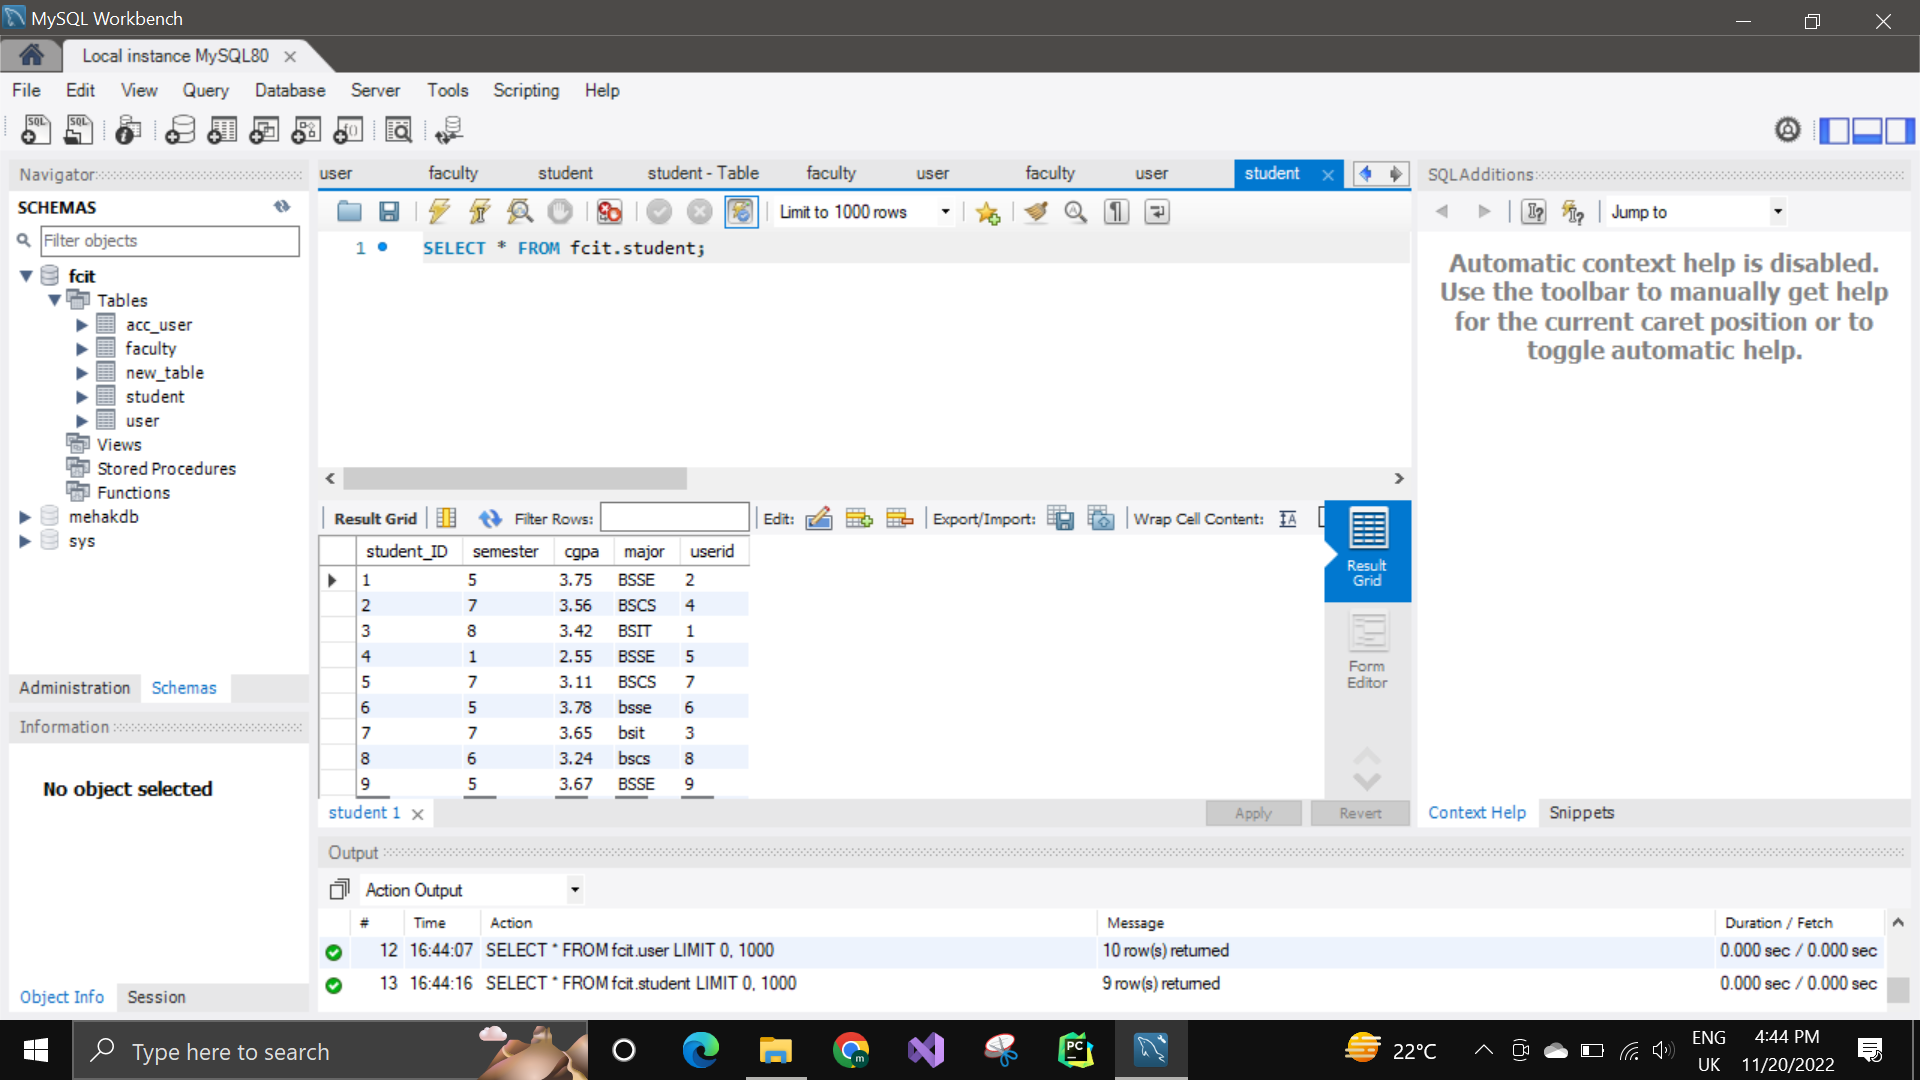 MySQL Workbench
Local instance MySQL80
File Edit View Query Database Server Tools Scripting Help
Navigator
SCHEMAS
Filter objects
fcit
Tables
acc_user
faculty
new_table
student
user
Views
Stored Procedures
Functions
mehakdb
sys
Administration Schemas
Information
No object selected
Object Info Session
user faculty student student - Table faculty user faculty user student
Limit to 1000 rows
1 SELECT * FROM fcit.student;
Result Grid Filter Rows: Edit: Export/Import: Wrap Cell Content:
student_ID semester cgpa major userid
1 5 3.75 BSSE 2
2 7 3.56 BSCS 4
3 8 3.42 BSIT 1
4 1 2.55 BSSE 5
5 7 3.11 BSCS 7
6 5 3.78 bsse 6
7 7 3.65 bsit 3
8 6 3.24 bscs 8
9 5 3.67 BSSE 9
Result
Grid
Form
Editor
student 1
Apply Revert
SQLAdditions
Jump to
Automatic context help is disabled.
Use the toolbar to manually get help
for the current caret position or to
toggle automatic help.
Context Help Snippets
Output
Action Output
# Time Action Message Duration / Fetch
12 16:44:07 SELECT * FROM fcit.user LIMIT 0, 1000 10 row(s) returned 0.000 sec / 0.000 sec
13 16:44:16 SELECT * FROM fcit.student LIMIT 0, 1000 9 row(s) returned 0.000 sec / 0.000 sec
Type here to search
22°C
ENG
UK
4:44 PM
11/20/2022